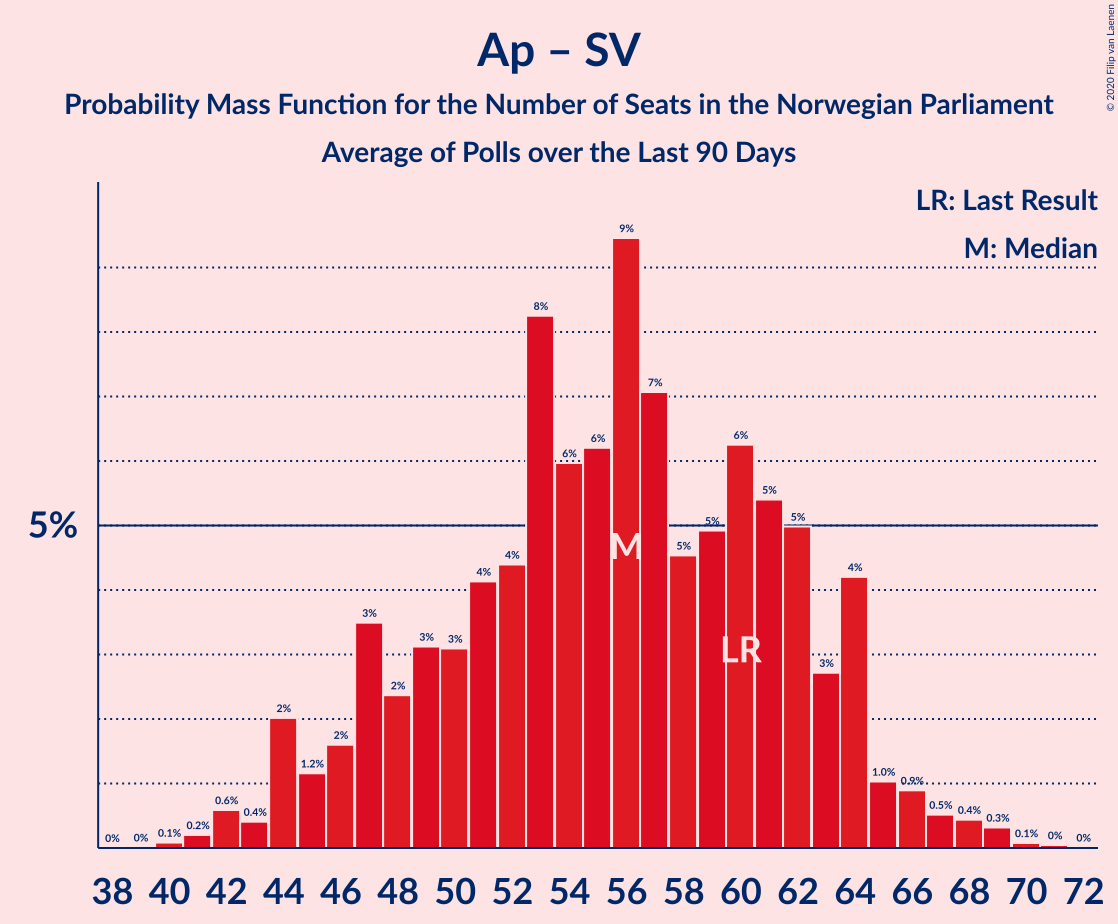 Ap – SV
Probability Mass Function for the Number of Seats in the Norwegian Parliament
Average of Polls over the Last 90 Days
© 2020 Filip van Laenen
LR: Last Result
M: Median
5%
0% 0% 0.1% 0.2% 0.6% 0.4% 2% 1.2% 2% 3% 2% 3% 3% 4% 4% 8% 6% 6% 9% 7% 5% 5% 6% 5% 5% 3% 4% 1.0% 0.9% 0.5% 0.4% 0.3% 0.1% 0% 0%
M
LR
38 40 42 44 46 48 50 52 54 56 58 60 62 64 66 68 70 72